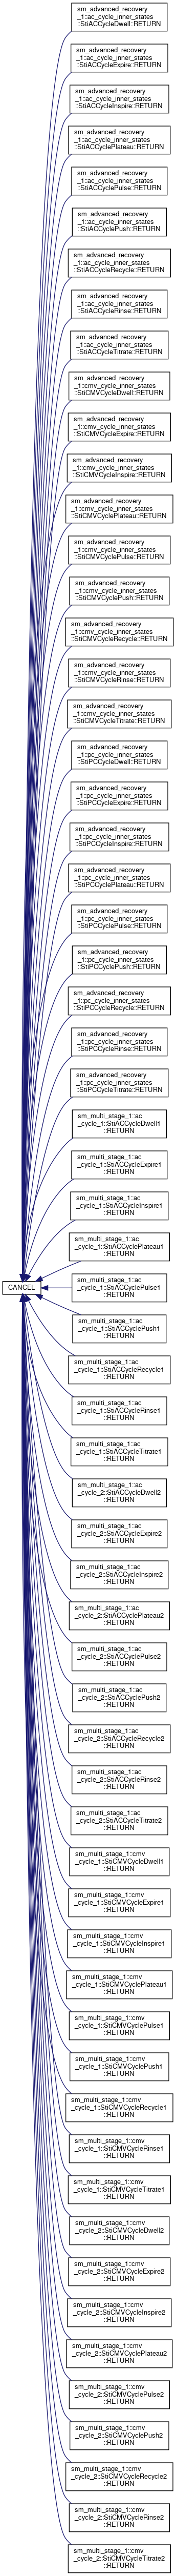 sm_advanced_recovery
_1::ac_cycle_inner_states
::StiACCycleDwell::RETURN
sm_advanced_recovery
_1::ac_cycle_inner_states
::StiACCycleExpire::RETURN
sm_advanced_recovery
_1::ac_cycle_inner_states
::StiACCycleInspire::RETURN
sm_advanced_recovery
_1::ac_cycle_inner_states
::StiACCyclePlateau::RETURN
sm_advanced_recovery
_1::ac_cycle_inner_states
::StiACCyclePulse::RETURN
sm_advanced_recovery
_1::ac_cycle_inner_states
::StiACCyclePush::RETURN
sm_advanced_recovery
_1::ac_cycle_inner_states
::StiACCycleRecycle::RETURN
sm_advanced_recovery
_1::ac_cycle_inner_states
::StiACCycleRinse::RETURN
sm_advanced_recovery
_1::ac_cycle_inner_states
::StiACCycleTitrate::RETURN
sm_advanced_recovery
_1::cmv_cycle_inner_states
::StiCMVCycleDwell::RETURN
sm_advanced_recovery
_1::cmv_cycle_inner_states
::StiCMVCycleExpire::RETURN
sm_advanced_recovery
_1::cmv_cycle_inner_states
::StiCMVCycleInspire::RETURN
sm_advanced_recovery
_1::cmv_cycle_inner_states
::StiCMVCyclePlateau::RETURN
sm_advanced_recovery
_1::cmv_cycle_inner_states
::StiCMVCyclePulse::RETURN
sm_advanced_recovery
_1::cmv_cycle_inner_states
::StiCMVCyclePush::RETURN
sm_advanced_recovery
_1::cmv_cycle_inner_states
::StiCMVCycleRecycle::RETURN
sm_advanced_recovery
_1::cmv_cycle_inner_states
::StiCMVCycleRinse::RETURN
sm_advanced_recovery
_1::cmv_cycle_inner_states
::StiCMVCycleTitrate::RETURN
sm_advanced_recovery
_1::pc_cycle_inner_states
::StiPCCycleDwell::RETURN
sm_advanced_recovery
_1::pc_cycle_inner_states
::StiPCCycleExpire::RETURN
sm_advanced_recovery
_1::pc_cycle_inner_states
::StiPCCycleInspire::RETURN
sm_advanced_recovery
_1::pc_cycle_inner_states
::StiPCCyclePlateau::RETURN
sm_advanced_recovery
_1::pc_cycle_inner_states
::StiPCCyclePulse::RETURN
sm_advanced_recovery
_1::pc_cycle_inner_states
::StiPCCyclePush::RETURN
sm_advanced_recovery
_1::pc_cycle_inner_states
::StiPCCycleRecycle::RETURN
sm_advanced_recovery
_1::pc_cycle_inner_states
::StiPCCycleRinse::RETURN
sm_advanced_recovery
_1::pc_cycle_inner_states
::StiPCCycleTitrate::RETURN
sm_multi_stage_1::ac
_cycle_1::StiACCycleDwell1
::RETURN
sm_multi_stage_1::ac
_cycle_1::StiACCycleExpire1
::RETURN
sm_multi_stage_1::ac
_cycle_1::StiACCycleInspire1
::RETURN
sm_multi_stage_1::ac
_cycle_1::StiACCyclePlateau1
::RETURN
CANCEL
sm_multi_stage_1::ac
_cycle_1::StiACCyclePulse1
::RETURN
sm_multi_stage_1::ac
_cycle_1::StiACCyclePush1
::RETURN
sm_multi_stage_1::ac
_cycle_1::StiACCycleRecycle1
::RETURN
sm_multi_stage_1::ac
_cycle_1::StiACCycleRinse1
::RETURN
sm_multi_stage_1::ac
_cycle_1::StiACCycleTitrate1
::RETURN
sm_multi_stage_1::ac
_cycle_2::StiACCycleDwell2
::RETURN
sm_multi_stage_1::ac
_cycle_2::StiACCycleExpire2
::RETURN
sm_multi_stage_1::ac
_cycle_2::StiACCycleInspire2
::RETURN
sm_multi_stage_1::ac
_cycle_2::StiACCyclePlateau2
::RETURN
sm_multi_stage_1::ac
_cycle_2::StiACCyclePulse2
::RETURN
sm_multi_stage_1::ac
_cycle_2::StiACCyclePush2
::RETURN
sm_multi_stage_1::ac
_cycle_2::StiACCycleRecycle2
::RETURN
sm_multi_stage_1::ac
_cycle_2::StiACCycleRinse2
::RETURN
sm_multi_stage_1::ac
_cycle_2::StiACCycleTitrate2
::RETURN
sm_multi_stage_1::cmv
_cycle_1::StiCMVCycleDwell1
::RETURN
sm_multi_stage_1::cmv
_cycle_1::StiCMVCycleExpire1
::RETURN
sm_multi_stage_1::cmv
_cycle_1::StiCMVCycleInspire1
::RETURN
sm_multi_stage_1::cmv
_cycle_1::StiCMVCyclePlateau1
::RETURN
sm_multi_stage_1::cmv
_cycle_1::StiCMVCyclePulse1
::RETURN
sm_multi_stage_1::cmv
_cycle_1::StiCMVCyclePush1
::RETURN
sm_multi_stage_1::cmv
_cycle_1::StiCMVCycleRecycle1
::RETURN
sm_multi_stage_1::cmv
_cycle_1::StiCMVCycleRinse1
::RETURN
sm_multi_stage_1::cmv
_cycle_1::StiCMVCycleTitrate1
::RETURN
sm_multi_stage_1::cmv
_cycle_2::StiCMVCycleDwell2
::RETURN
sm_multi_stage_1::cmv
_cycle_2::StiCMVCycleExpire2
::RETURN
sm_multi_stage_1::cmv
_cycle_2::StiCMVCycleInspire2
::RETURN
sm_multi_stage_1::cmv
_cycle_2::StiCMVCyclePlateau2
::RETURN
sm_multi_stage_1::cmv
_cycle_2::StiCMVCyclePulse2
::RETURN
sm_multi_stage_1::cmv
_cycle_2::StiCMVCyclePush2
::RETURN
sm_multi_stage_1::cmv
_cycle_2::StiCMVCycleRecycle2
::RETURN
sm_multi_stage_1::cmv
_cycle_2::StiCMVCycleRinse2
::RETURN
sm_multi_stage_1::cmv
_cycle_2::StiCMVCycleTitrate2
::RETURN